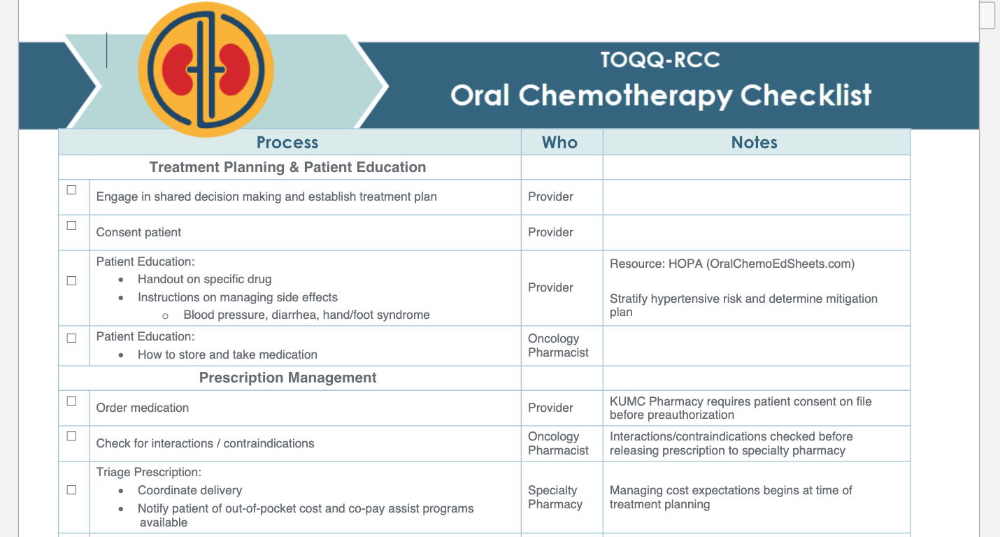 TOQQ-RCC
Oral Chemotherapy Checklist
Process Who Notes
Treatment Planning & Patient Education
☐ Engage in shared decision making and establish treatment plan Provider
☐ Consent patient Provider
☐ Patient Education:
• Handout on specific drug
• Instructions on managing side effects
o Blood pressure, diarrhea, hand/foot syndrome
Provider
Resource: HOPA (OralChemoEdSheets.com)
Stratify hypertensive risk and determine mitigation
plan
☐ Patient Education:
• How to store and take medication
Oncology
Pharmacist
Prescription Management
☐ Order medication
Provider
KUMC Pharmacy requires patient consent on file
before preauthorization
☐ Check for interactions / contraindications
Oncology
Pharmacist
Interactions/contraindications checked before
releasing prescription to specialty pharmacy
☐ Triage Prescription:
• Coordinate delivery
• Notify patient of out-of-pocket cost and co-pay assist programs
available
Specialty
Pharmacy
Managing cost expectations begins at time of
treatment planning